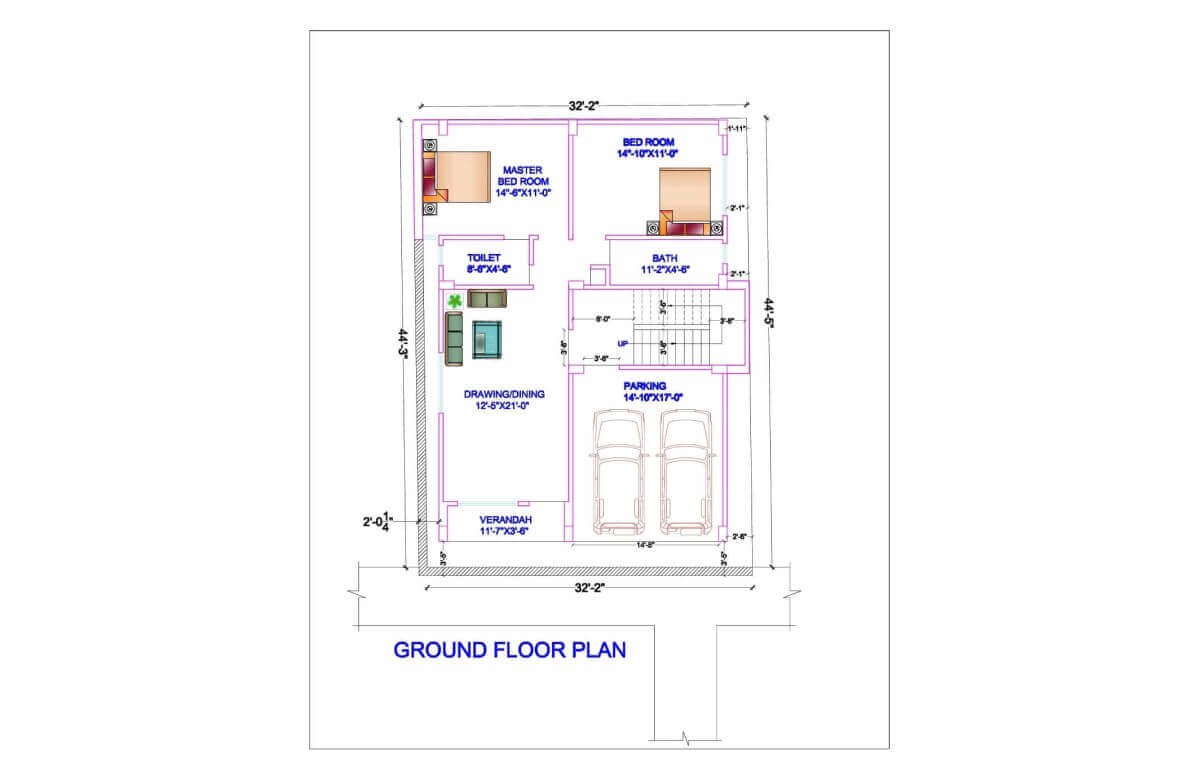 32'-2"
1'-11"
BED ROOM
14"-10"X11'-0"
MASTER
BED ROOM
14"-6"X11'-0"
2'-1"
TOILET
8'-6"X4'-6"
BATH
11'-2"X4'-6"
2'-1"
44'-3"
44'-5"
3'-6"
6'-0"
3'-6"
UP
3'-6"
3'-6"
3'-6"
DRAWING/DINING
12'-5"X21'-0"
PARKING
14'-10"X17'-0"
2'-0 1/4"
VERANDAH
11'-7"X3'-6"
2'-6"
14'-5"
3'-5"
3'-5"
32'-2"
GROUND FLOOR PLAN